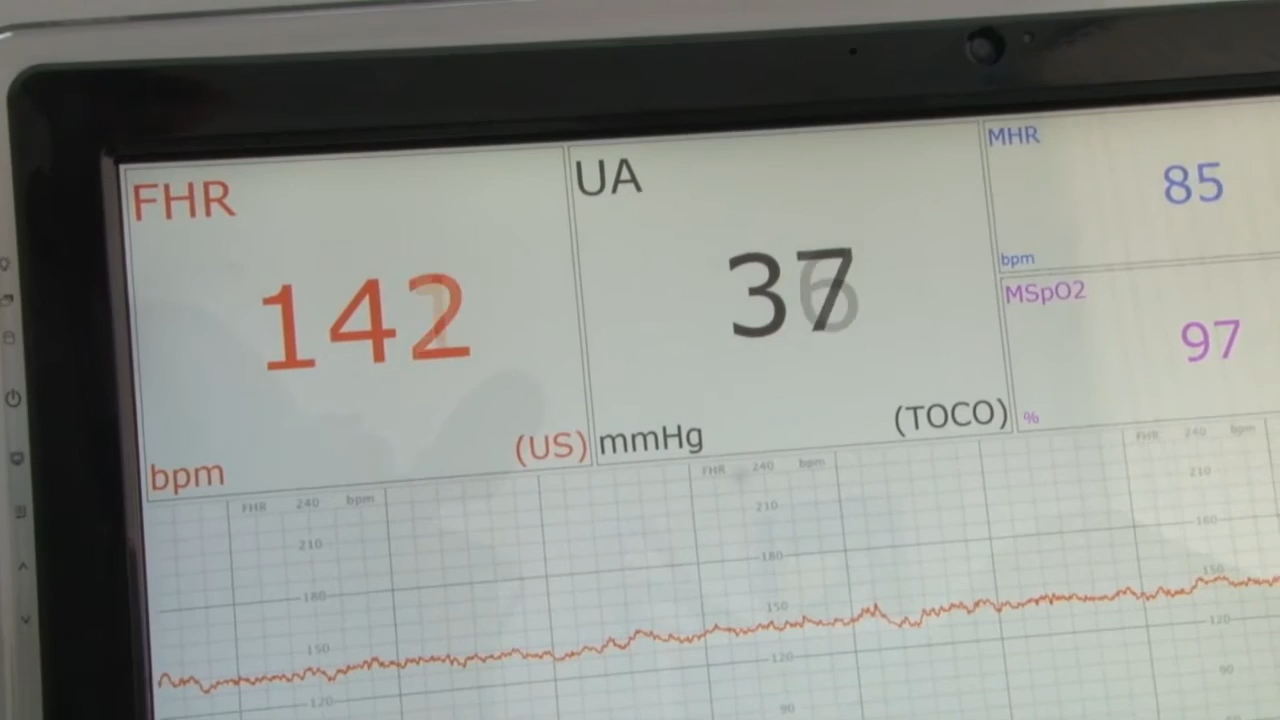 FHR
142
bpm
(US)
UA
37
mmHg
(TOCO)
MHR
85
bpm
MSpO2
97
%
FHR 240 bpm
210
180
150
120
FHR 240 bpm
210
180
150
120
90
FHR 240 bpm
210
180
150
120
90